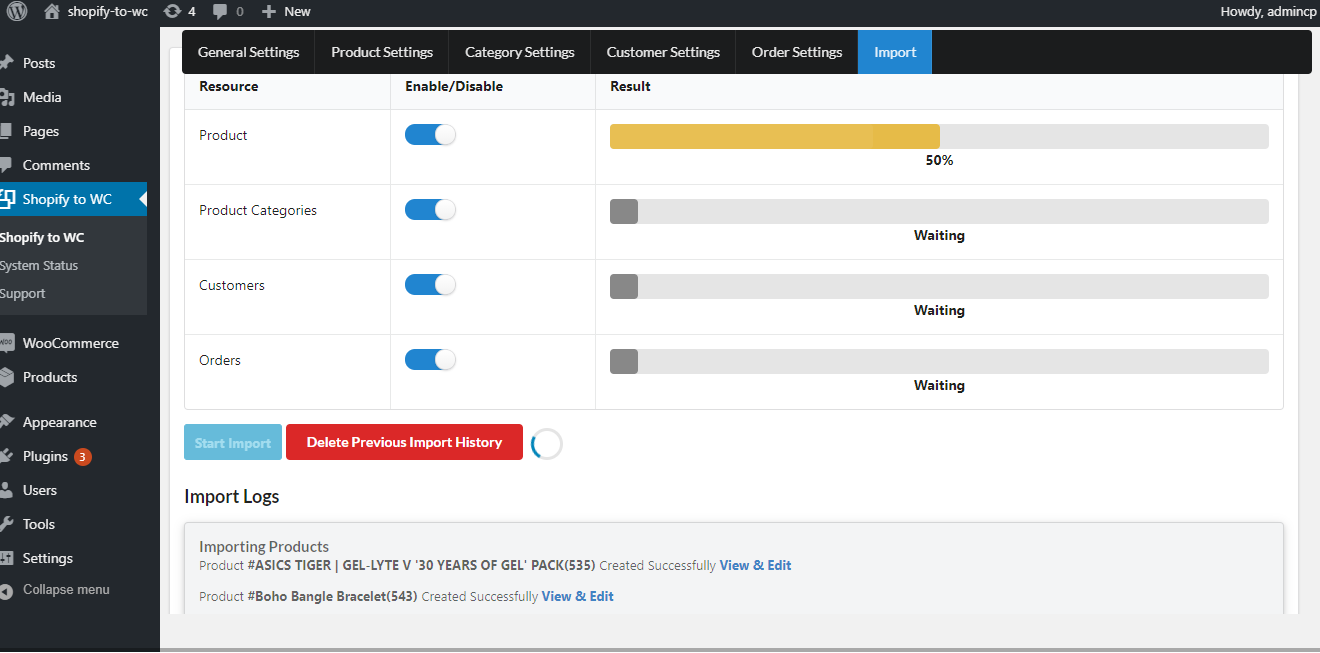 shopify-to-wc 4 0 New Howdy, admincp
General Settings Product Settings Category Settings Customer Settings Order Settings Import
Posts
Media
Pages
Comments
Shopify to WC
Shopify to WC
System Status
Support
WooCommerce
Products
Appearance
Plugins 3
Users
Tools
Settings
Collapse menu
Resource Enable/Disable Result
Product
50%
Product Categories
Waiting
Customers
Waiting
Orders
Waiting
Start Import Delete Previous Import History
Import Logs
Importing Products
Product #ASICS TIGER | GEL-LYTE V '30 YEARS OF GEL' PACK(535) Created Successfully View & Edit
Product #Boho Bangle Bracelet(543) Created Successfully View & Edit